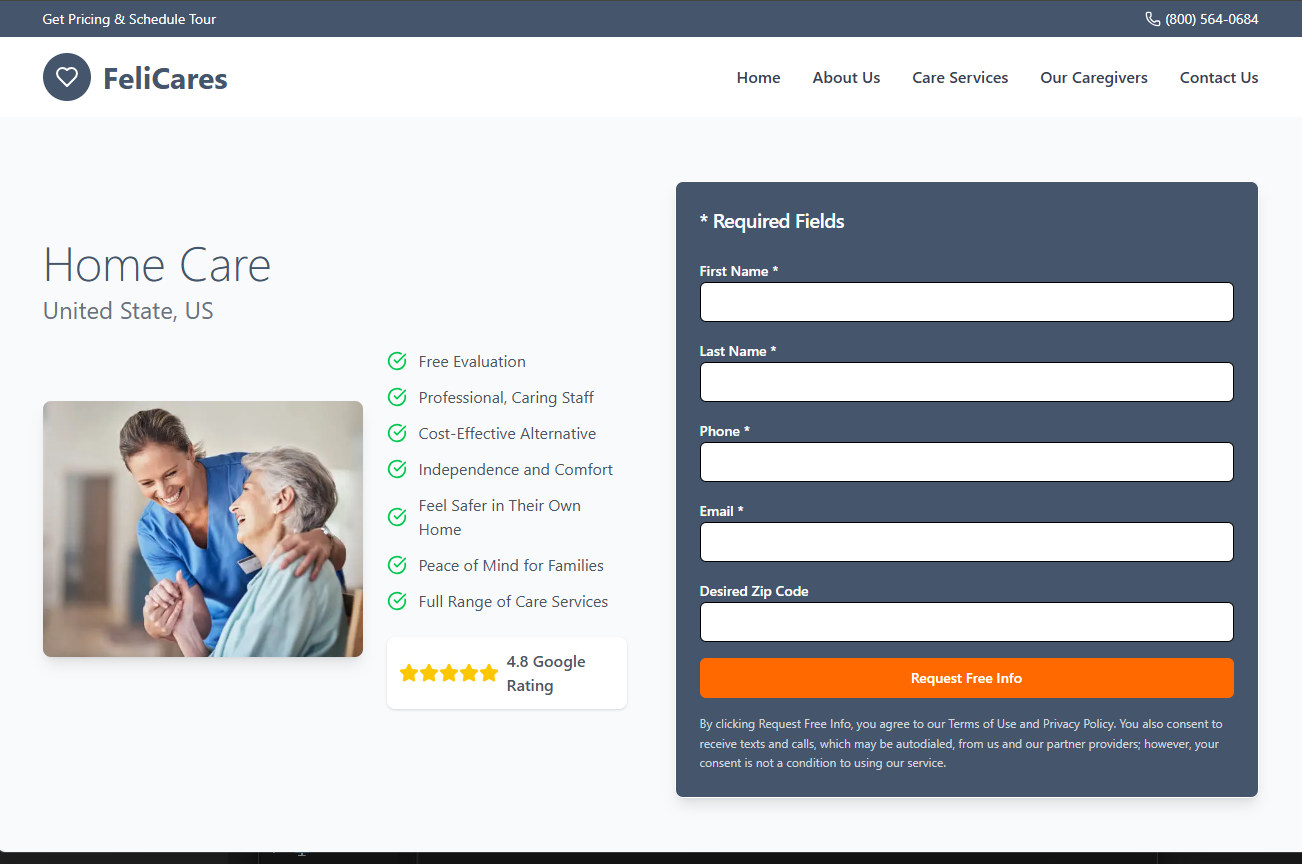 Get Pricing & Schedule Tour
(800) 564-0684
FeliCares
Home
About Us
Care Services
Our Caregivers
Contact Us
Home Care
United State, US
Free Evaluation
Professional, Caring Staff
Cost-Effective Alternative
Independence and Comfort
Feel Safer in Their Own
Home
Peace of Mind for Families
Full Range of Care Services
4.8 Google
Rating
* Required Fields
First Name *
Last Name *
Phone *
Email *
Desired Zip Code
Request Free Info
By clicking Request Free Info, you agree to our Terms of Use and Privacy Policy. You also consent to
receive texts and calls, which may be autodialed, from us and our partner providers; however, your
consent is not a condition to using our service.